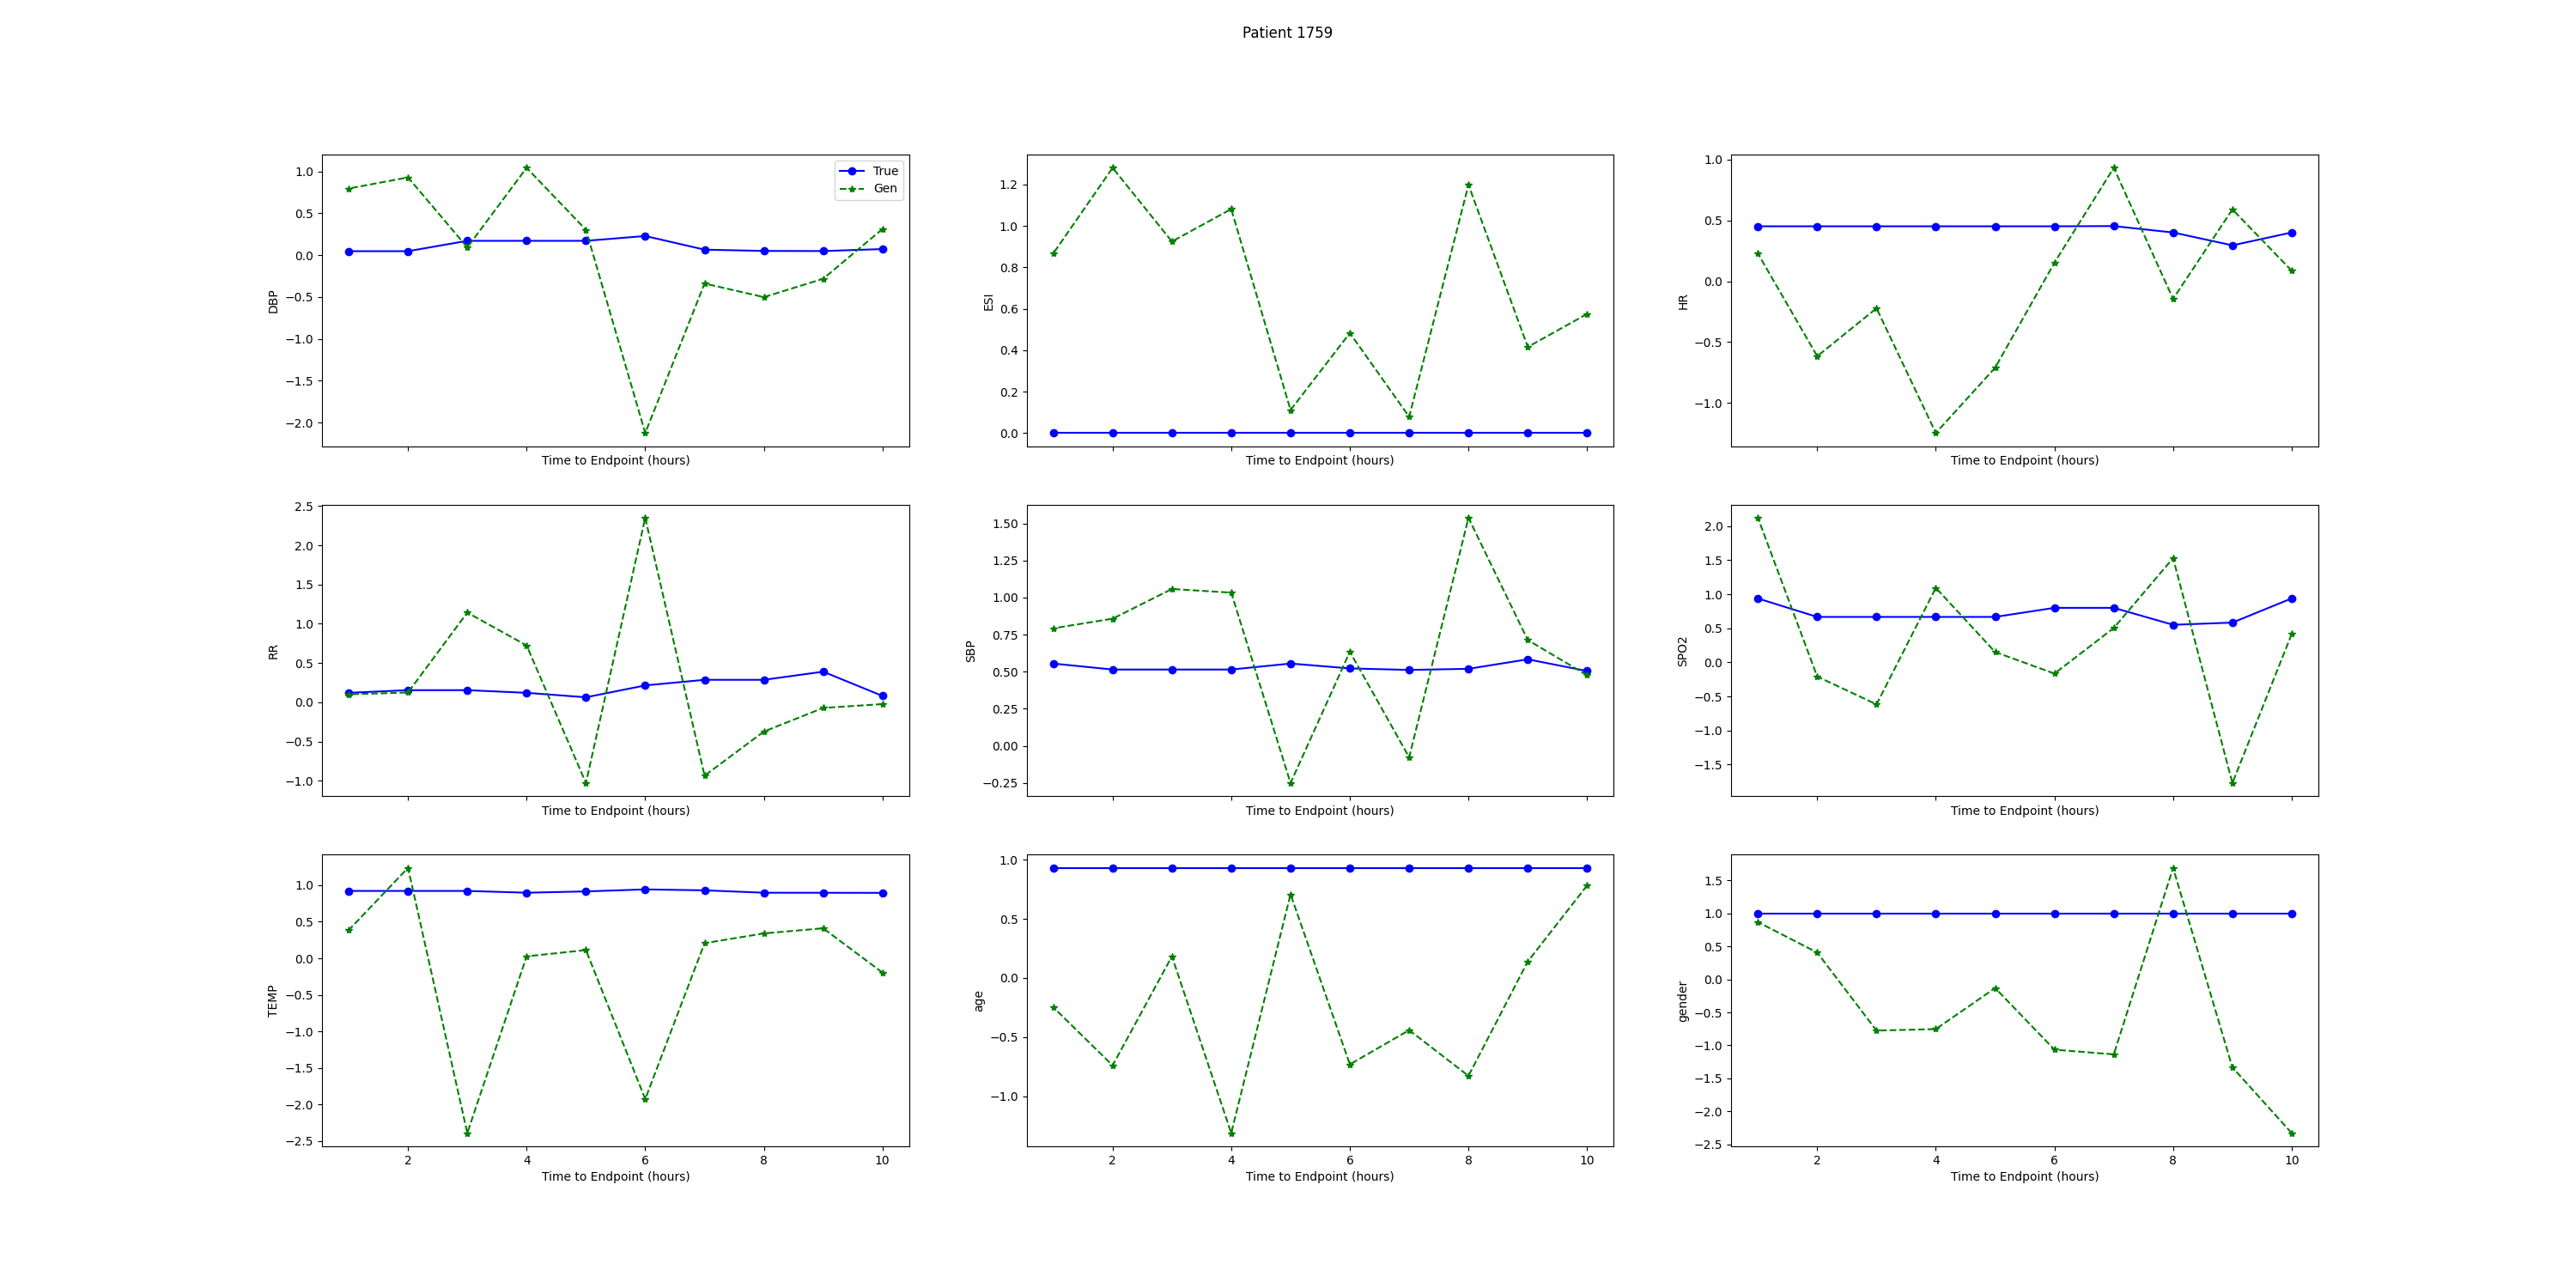 Patient 1759
1.0
0.5
0.0
−0.5
−1.0
−1.5
−2.0
DBP
True
Gen
Time to Endpoint (hours)
1.2
1.0
0.8
0.6
0.4
0.2
0.0
ESI
Time to Endpoint (hours)
1.0
0.5
0.0
−0.5
−1.0
HR
Time to Endpoint (hours)
2.5
2.0
1.5
1.0
0.5
0.0
−0.5
−1.0
RR
Time to Endpoint (hours)
1.50
1.25
1.00
0.75
0.50
0.25
0.00
−0.25
SBP
Time to Endpoint (hours)
2.0
1.5
1.0
0.5
0.0
−0.5
−1.0
−1.5
SPO2
Time to Endpoint (hours)
1.0
0.5
0.0
−0.5
−1.0
−1.5
−2.0
−2.5
TEMP
2 4 6 8 10
Time to Endpoint (hours)
1.0
0.5
0.0
−0.5
−1.0
age
2 4 6 8 10
Time to Endpoint (hours)
1.5
1.0
0.5
0.0
−0.5
−1.0
−1.5
−2.0
−2.5
gender
2 4 6 8 10
Time to Endpoint (hours)